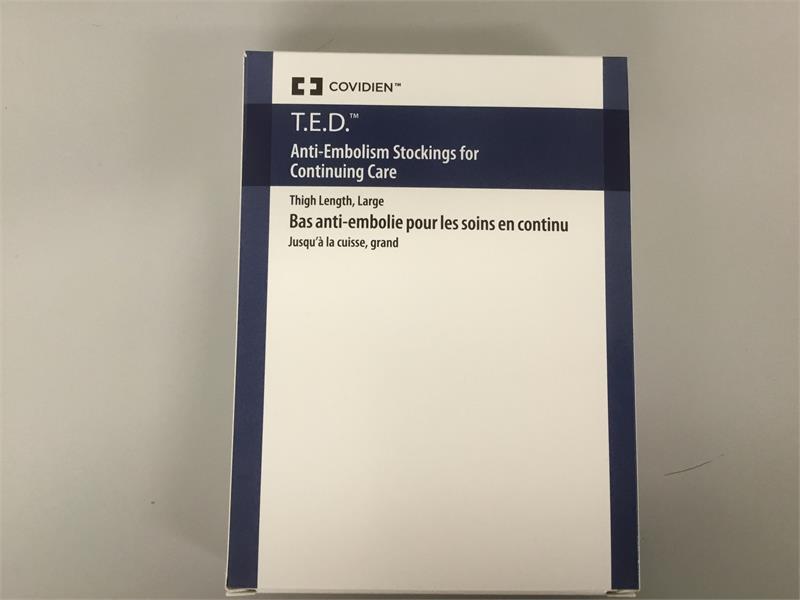 COVIDIEN™
T.E.D.™
Anti-Embolism Stockings for
Continuing Care
Thigh Length, Large
Bas anti-embolie pour les soins en continu
Jusqu'à la cuisse, grand